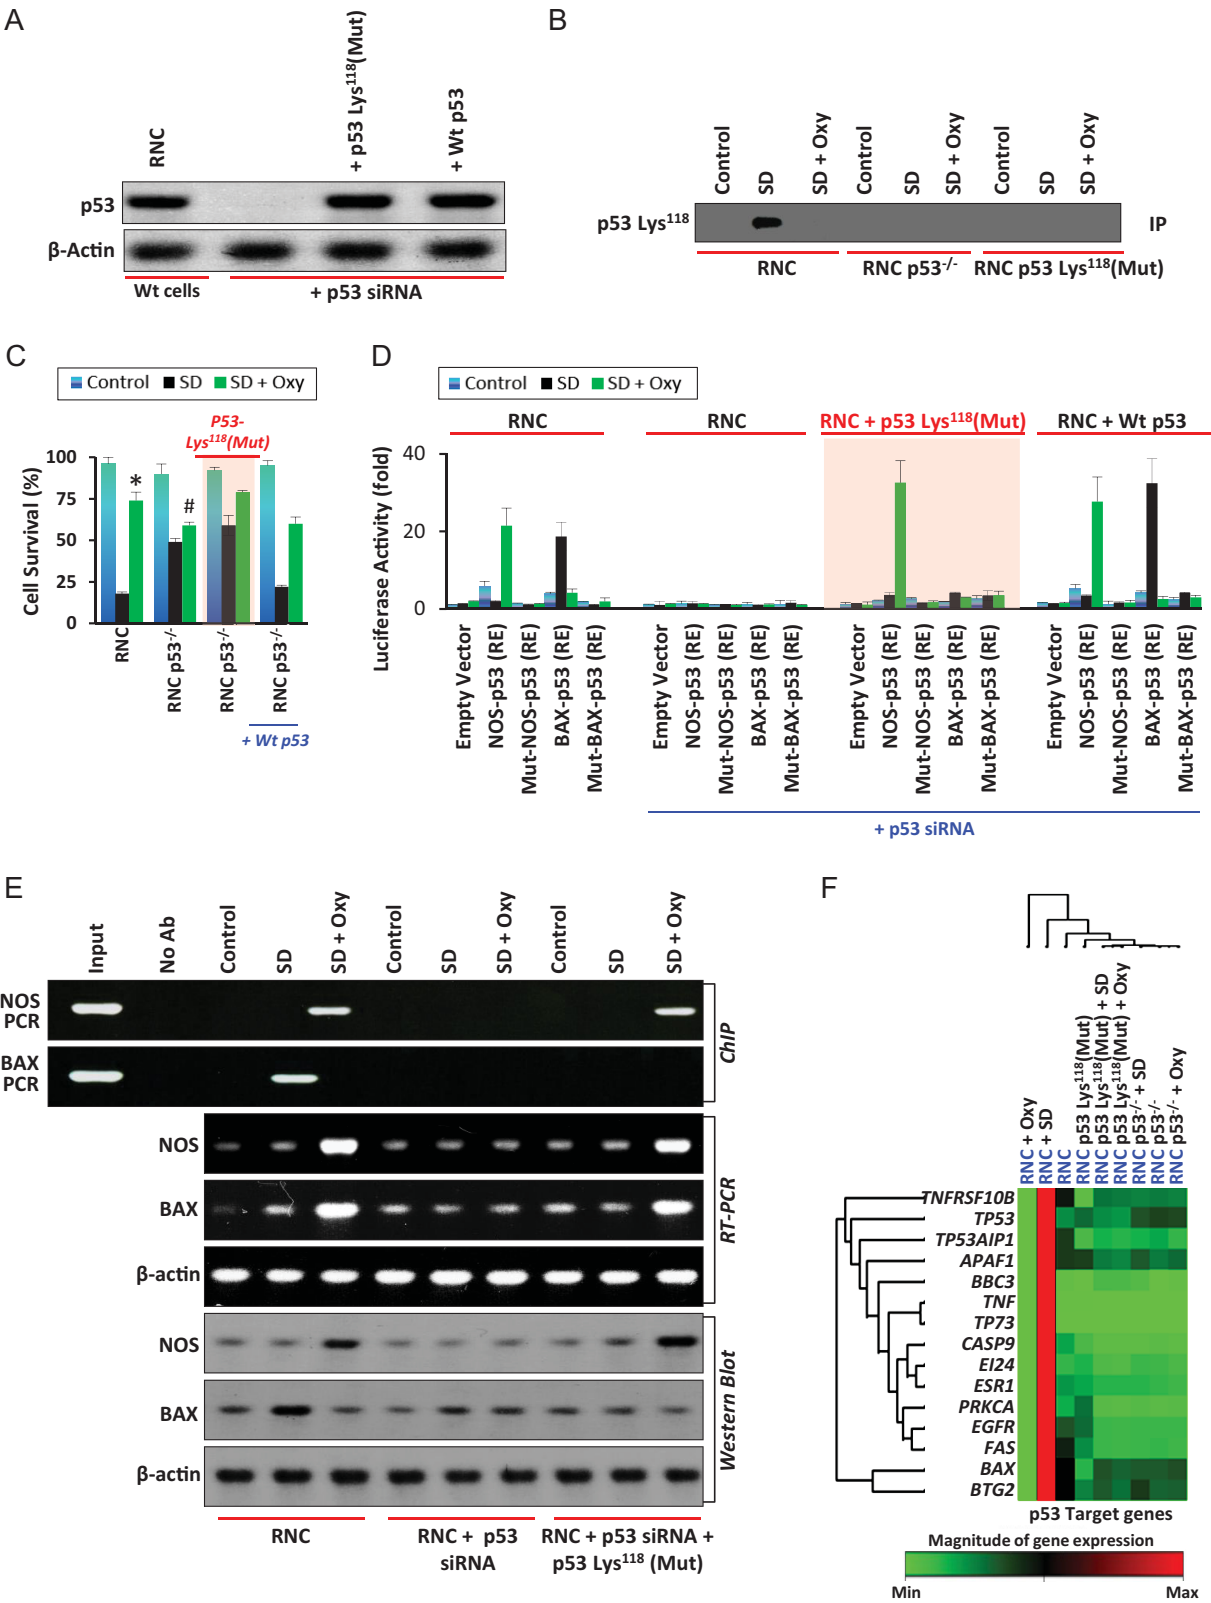 A
RNC
+ p53 Lys118(Mut)
+ Wt p53
p53
β-Actin
Wt cells
+ p53 siRNA
B
Control
SD
SD + Oxy
Control
SD
SD + Oxy
Control
SD
SD + Oxy
p53 Lys118
IP
RNC
RNC p53-/-
RNC p53 Lys118(Mut)
C
Control
SD
SD + Oxy
P53-
Lys118(Mut)
Cell Survival (%)
100
75
50
25
0
*
#
RNC
RNC p53-/-
RNC p53-/-
RNC p53-/-
+ Wt p53
D
Control
SD
SD + Oxy
RNC
RNC
RNC + p53 Lys118(Mut)
RNC + Wt p53
Luciferase Activity (fold)
40
20
0
Empty Vector
NOS-p53 (RE)
Mut-NOS-p53 (RE)
BAX-p53 (RE)
Mut-BAX-p53 (RE)
Empty Vector
NOS-p53 (RE)
Mut-NOS-p53 (RE)
BAX-p53 (RE)
Mut-BAX-p53 (RE)
Empty Vector
NOS-p53 (RE)
Mut-NOS-p53 (RE)
BAX-p53 (RE)
Mut-BAX-p53 (RE)
Empty Vector
NOS-p53 (RE)
Mut-NOS-p53 (RE)
BAX-p53 (RE)
Mut-BAX-p53 (RE)
+ p53 siRNA
E
Input
No Ab
Control
SD
SD + Oxy
Control
SD
SD + Oxy
Control
SD
SD + Oxy
NOS
PCR
BAX
PCR
ChIP
NOS
BAX
β-actin
RT-PCR
NOS
BAX
β-actin
Western Blot
RNC
RNC + p53
siRNA
RNC + p53 siRNA +
p53 Lys118 (Mut)
F
RNC + Oxy
RNC + SD
RNC
RNC p53 Lys118(Mut)
RNC p53 Lys118(Mut) + SD
RNC p53 Lys118(Mut) + Oxy
RNC p53-/- + SD
RNC p53-/-
RNC p53-/- + Oxy
TNFRSF10B
TP53
TP53AIP1
APAF1
BBC3
TNF
TP73
CASP9
EI24
ESR1
PRKCA
EGFR
FAS
BAX
BTG2
p53 Target genes
Magnitude of gene expression
Min
Max